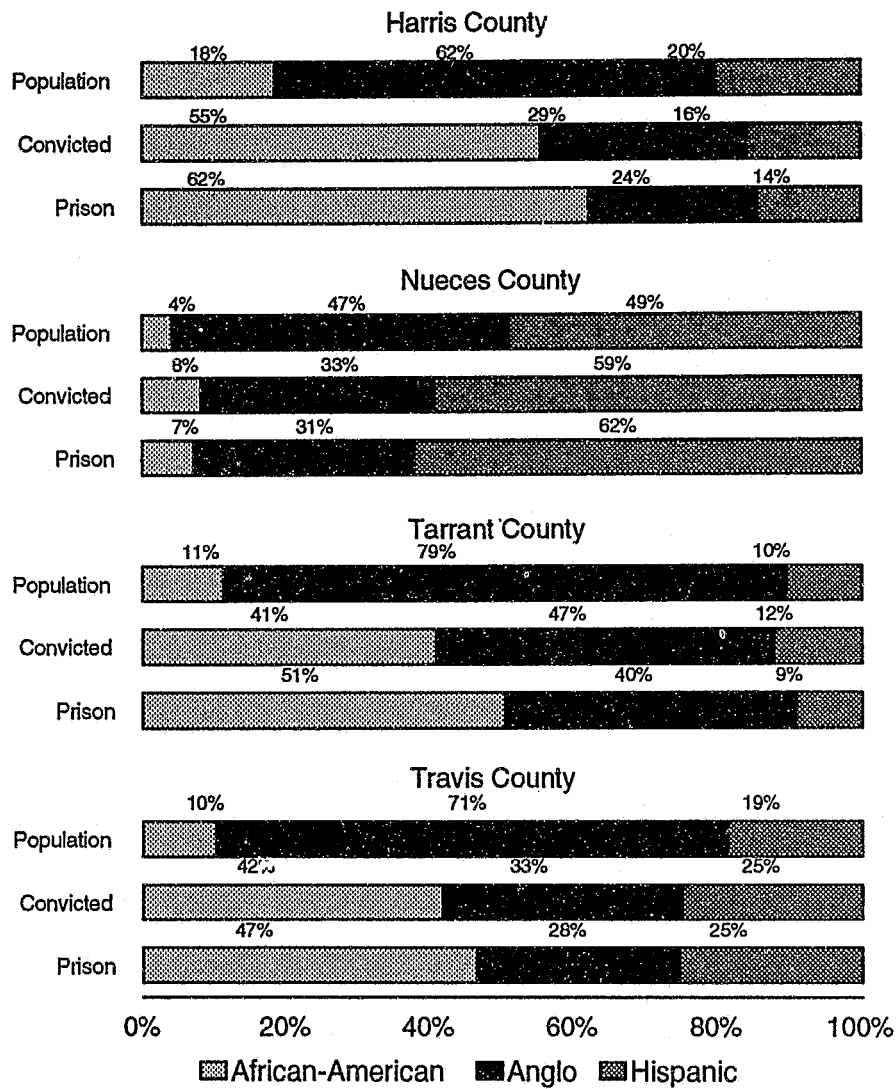 Harris County
18% 62% 20%
Population
55% 29% 16%
Convicted
62% 24% 14%
Prison
Nueces County
4% 47% 49%
Population
8% 33% 59%
Convicted
7% 31% 62%
Prison
Tarrant County
11% 79% 10%
Population
41% 47% 12%
Convicted
51% 40% 9%
Prison
Travis County
10% 71% 19%
Population
42% 33% 25%
Convicted
47% 28% 25%
Prison
0% 20% 40% 60% 80% 100%
African-American Anglo Hispanic